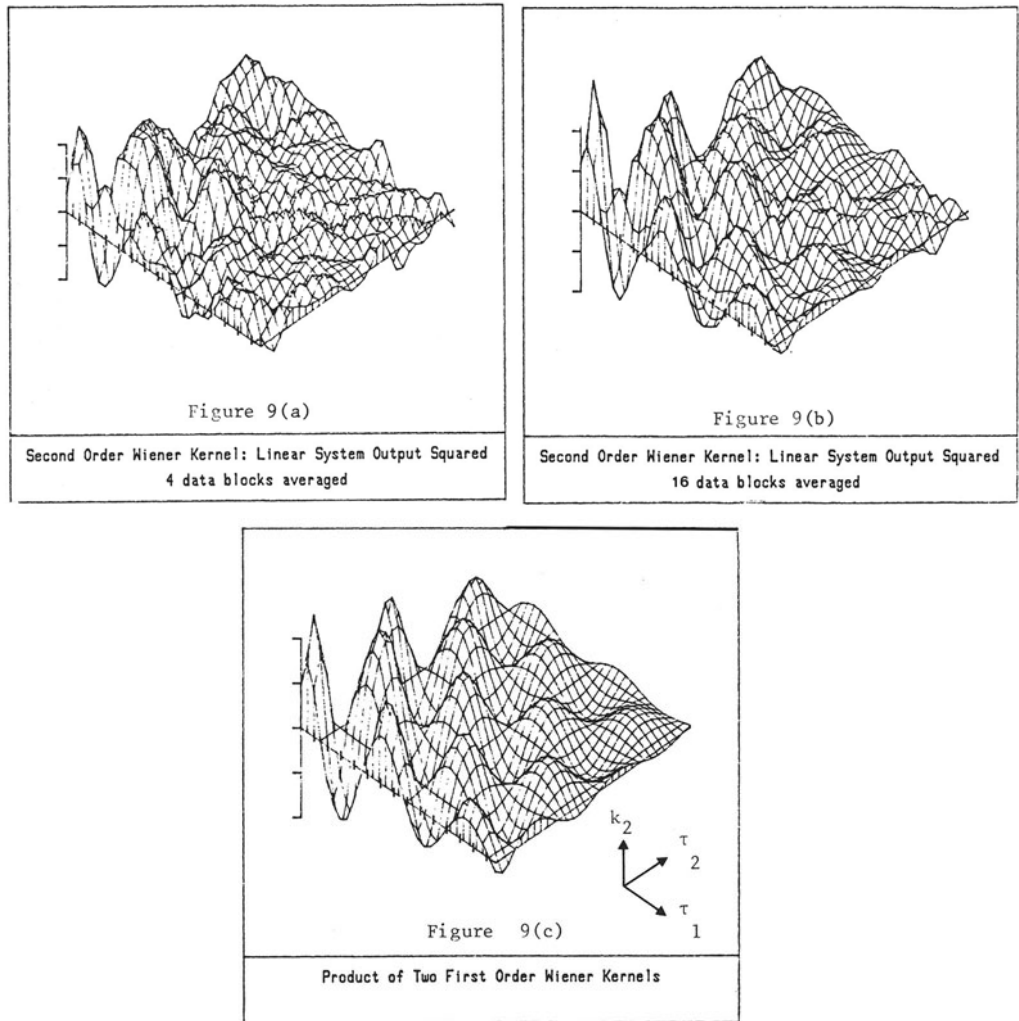 Figure 9(a)
Second Order Wiener Kernel: Linear System Output Squared
4 data blocks averaged
Figure 9(b)
Second Order Wiener Kernel: Linear System Output Squared
16 data blocks averaged
k2
τ2
τ1
Figure 9(c)
Product of Two First Order Wiener Kernels